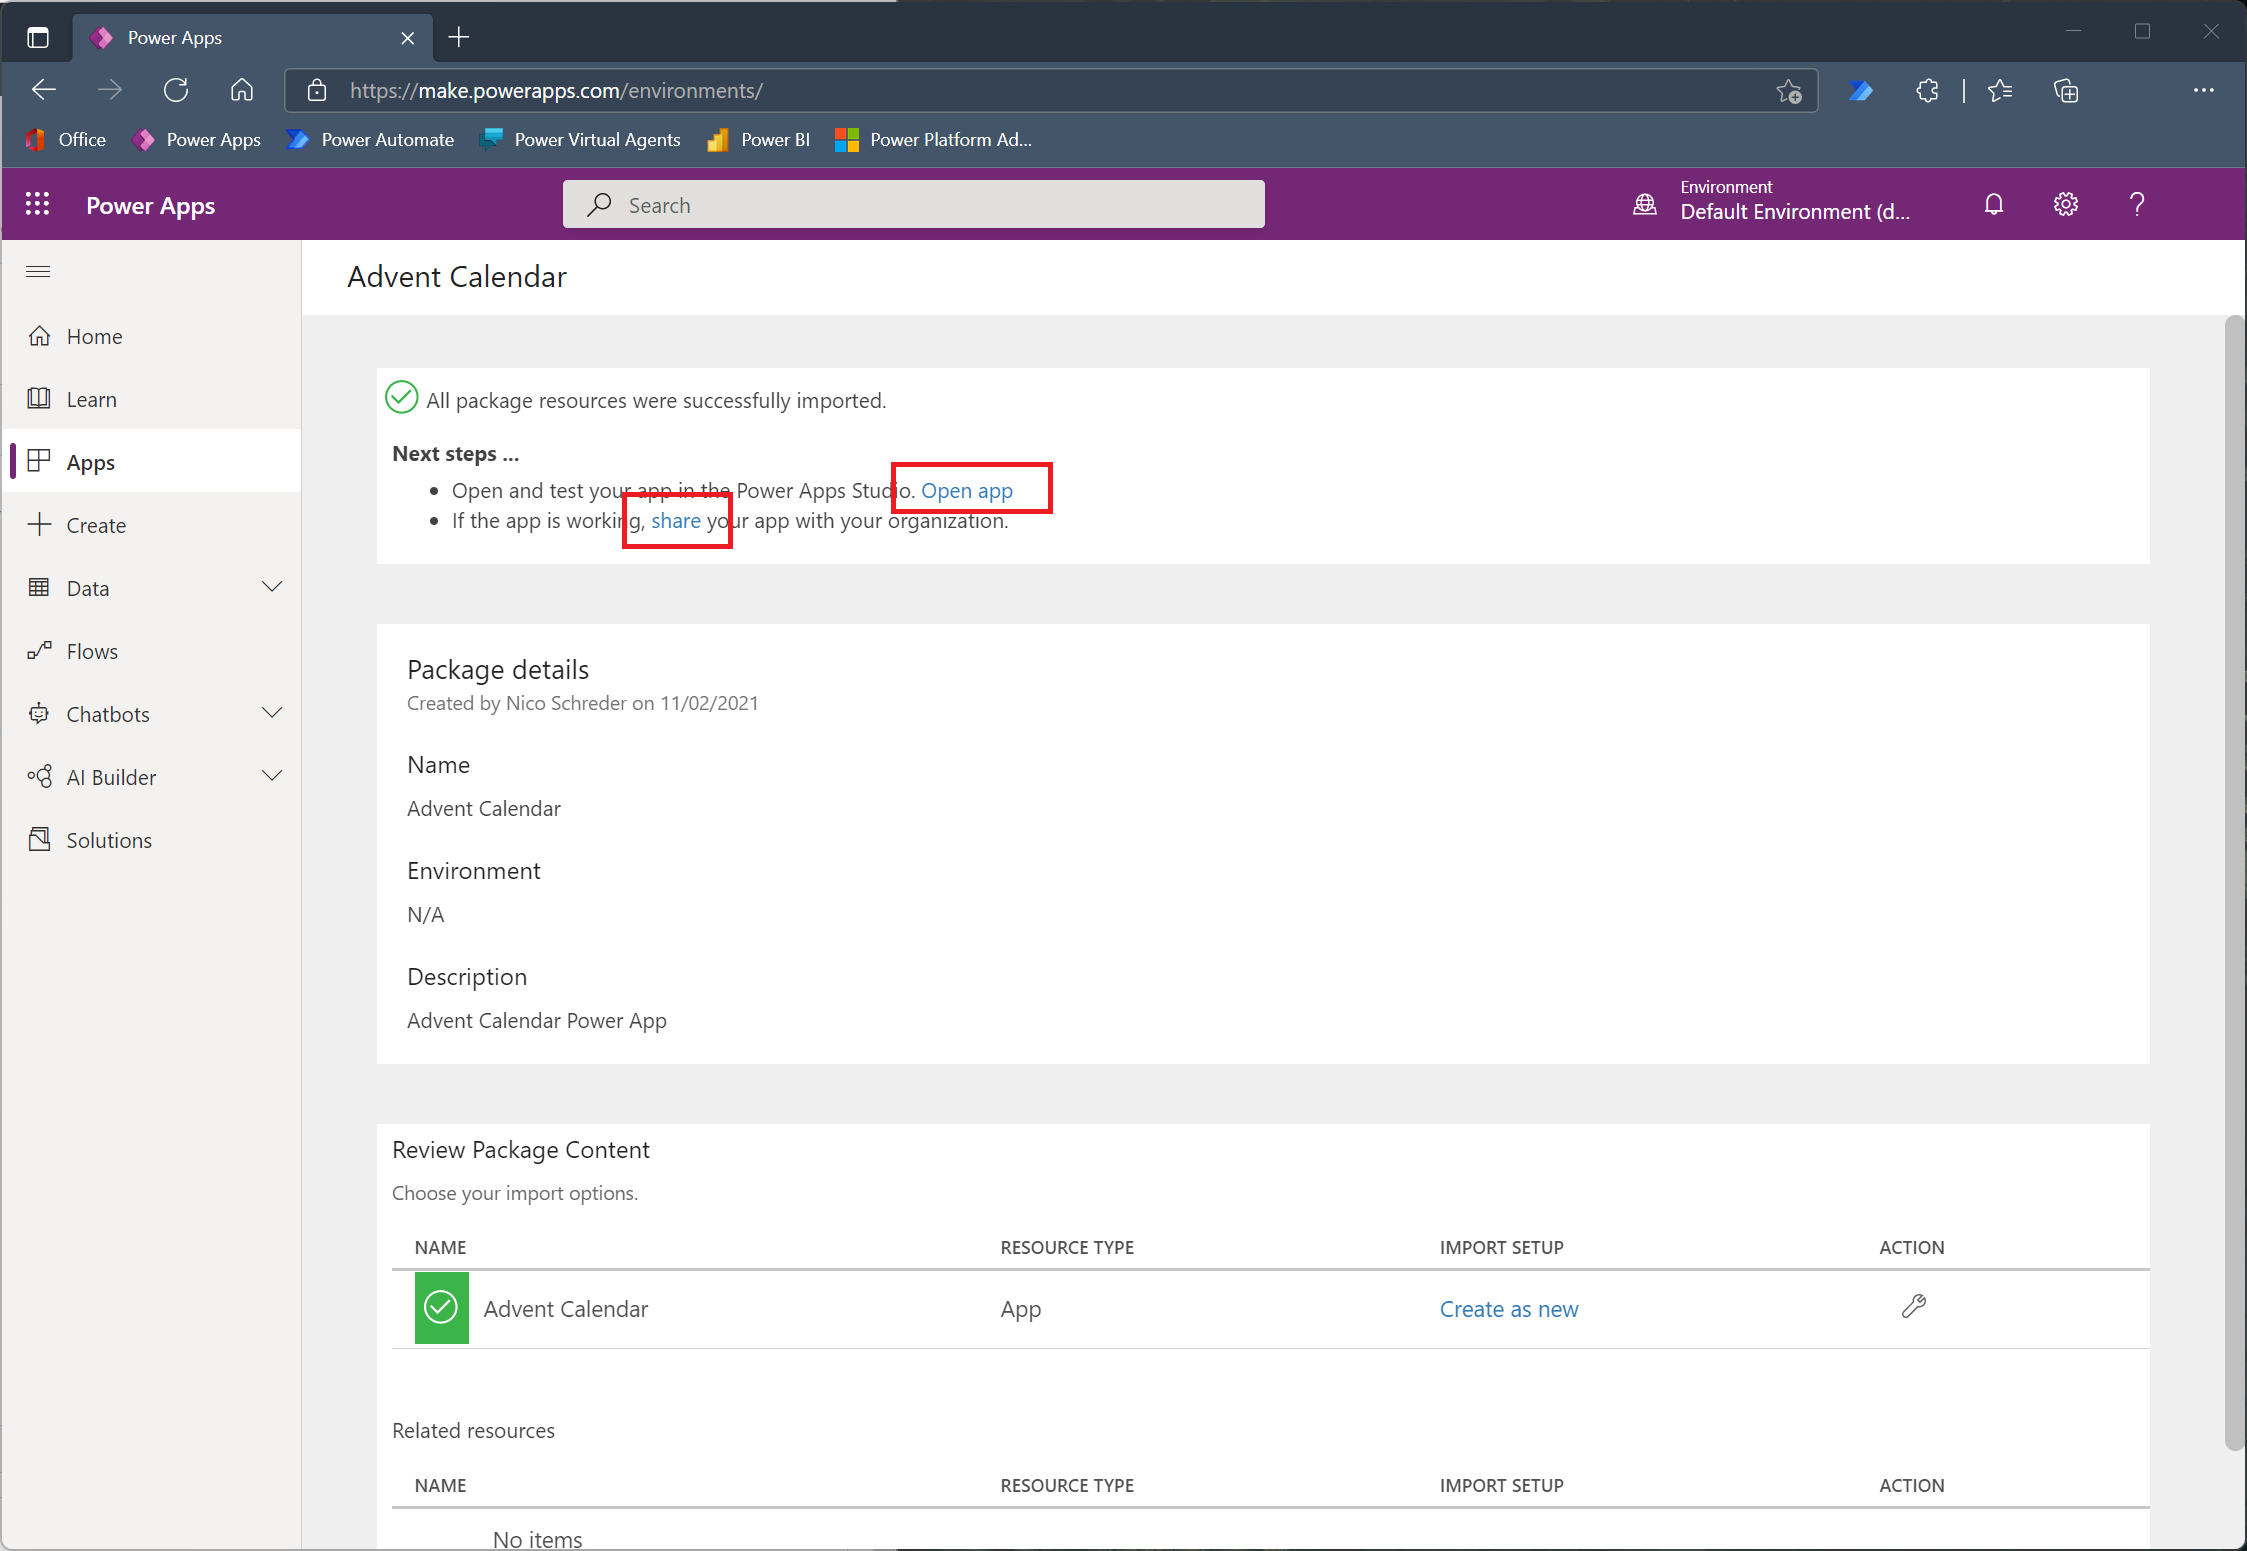 Power Apps
https://make.powerapps.com/environments/
Office
Power Apps
Power Automate
Power Virtual Agents
Power BI
Power Platform Ad...
Power Apps
Search
Environment
Default Environment (d...
?
Advent Calendar
Home
Learn
Apps
Create
Data
Flows
Chatbots
AI Builder
Solutions
All package resources were successfully imported.
Next steps ...
Open and test your app in the Power Apps Studio. Open app
If the app is working, share your app with your organization.
Package details
Created by Nico Schreder on 11/02/2021
Name
Advent Calendar
Environment
N/A
Description
Advent Calendar Power App
Review Package Content
Choose your import options.
NAME RESOURCE TYPE IMPORT SETUP ACTION
Advent Calendar App Create as new
Related resources
NAME RESOURCE TYPE IMPORT SETUP ACTION
No items